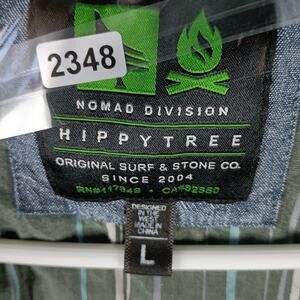 2348
NOMAD DIVISION
HIPPYTREE
ORIGINAL SURF & STONE CO.
SINCE 2004
RN#117949 • CA#32350
DESIGNED
IN THE
WEST
MADE IN
CHINA
L